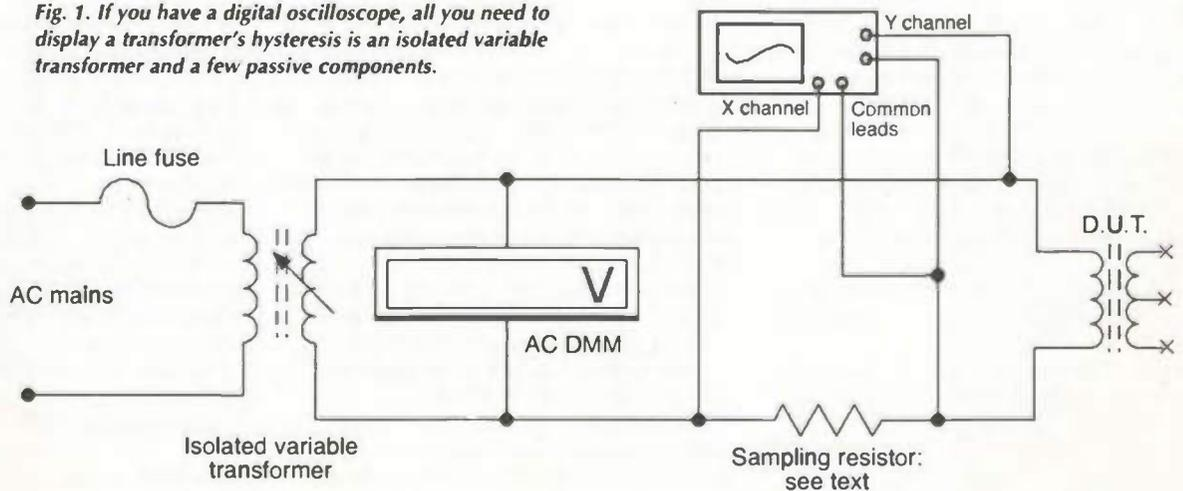 Fig. 1. If you have a digital oscilloscope, all you need to
display a transformer's hysteresis is an isolated variable
transformer and a few passive components.
Y channel
X channel
Common
leads
Line fuse
D.U.T.
AC mains
V
AC DMM
Isolated variable
transformer
Sampling resistor:
see text